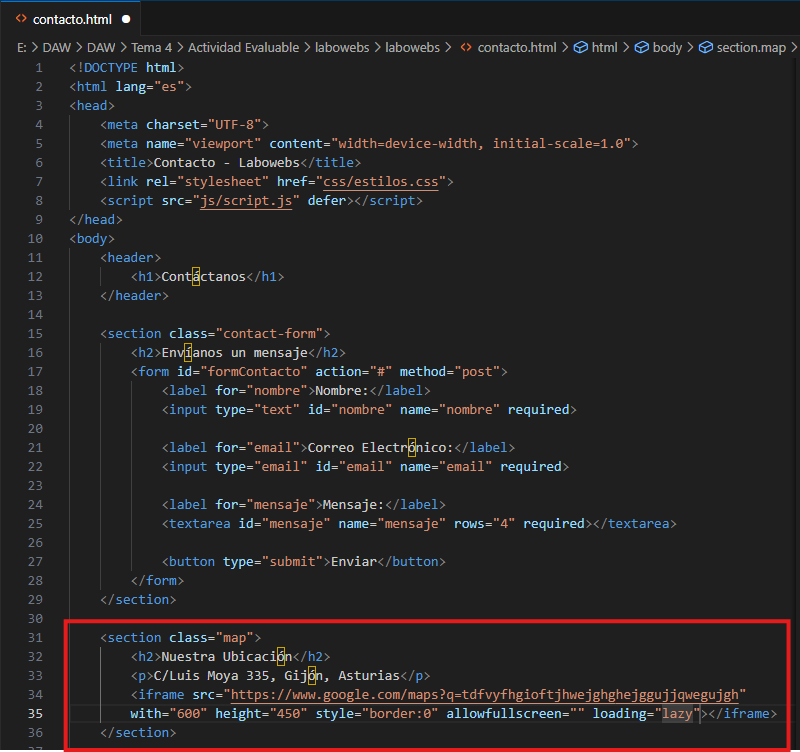 contacto.html
E: > DAW > DAW > Tema 4 > Actividad Evaluable > labowebs > labowebs > contacto.html > html > body > section.map >
1 <!DOCTYPE html>
2 <html lang="es">
3 <head>
4 <meta charset="UTF-8">
5 <meta name="viewport" content="width=device-width, initial-scale=1.0">
6 <title>Contacto - Labowebs</title>
7 <link rel="stylesheet" href="css/estilos.css">
8 <script src="js/script.js" defer></script>
9 </head>
10 <body>
11 <header>
12 <h1>Contáctanos</h1>
13 </header>
14
15 <section class="contact-form">
16 <h2>Envíanos un mensaje</h2>
17 <form id="formContacto" action="#" method="post">
18 <label for="nombre">Nombre:</label>
19 <input type="text" id="nombre" name="nombre" required>
20
21 <label for="email">Correo Electrónico:</label>
22 <input type="email" id="email" name="email" required>
23
24 <label for="mensaje">Mensaje:</label>
25 <textarea id="mensaje" name="mensaje" rows="4" required></textarea>
26
27 <button type="submit">Enviar</button>
28 </form>
29 </section>
30
31 <section class="map">
32 <h2>Nuestra Ubicación</h2>
33 <p>C/Luis Moya 335, Gijón, Asturias</p>
34 <iframe src="https://www.google.com/maps?q=tdfvyfhgioftjhwejghghejggujjqwegujgh"
35 with="600" height="450" style="border:0" allowfullscreen="" loading="lazy"></iframe>
36 </section>